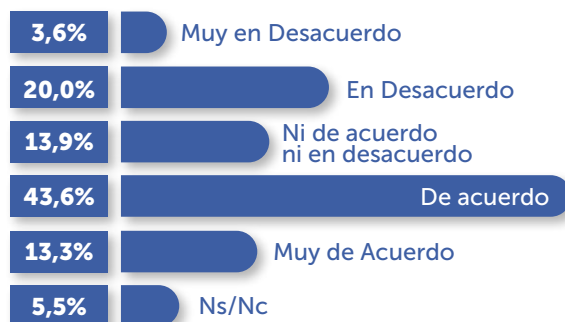 3,6% Muy en Desacuerdo
20,0% En Desacuerdo
13,9% Ni de acuerdo
ni en desacuerdo
43,6% De acuerdo
13,3% Muy de Acuerdo
5,5% Ns/Nc